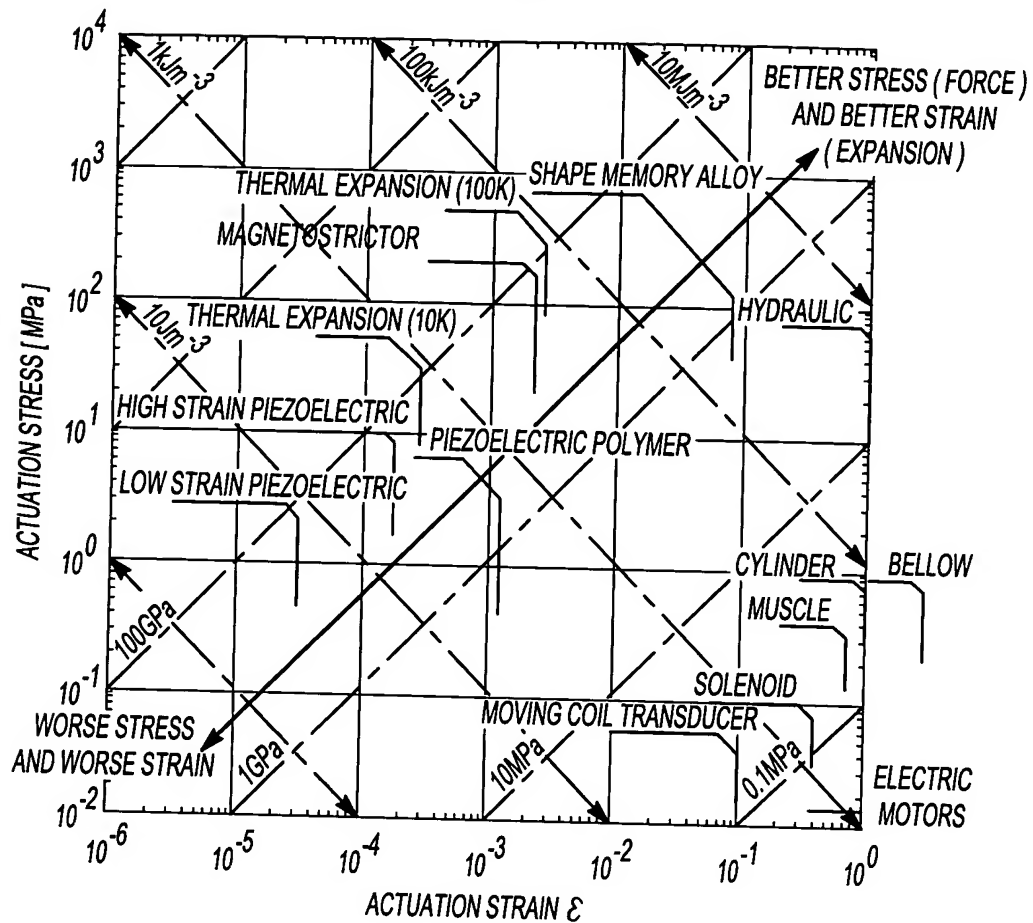 10^4
10^3
10^2
10^1
10^0
10^-1
10^-2
ACTUATION STRESS [MPa]
1kJm^-3
100kJm^-3
10MJm^-3
BETTER STRESS (FORCE)
AND BETTER STRAIN
(EXPANSION)
THERMAL EXPANSION (100K)
SHAPE MEMORY ALLOY
MAGNETOSTRICTOR
10Jm^-3
THERMAL EXPANSION (10K)
HYDRAULIC
HIGH STRAIN PIEZOELECTRIC
PIEZOELECTRIC POLYMER
LOW STRAIN PIEZOELECTRIC
CYLINDER
BELLOW
MUSCLE
100GPa
SOLENOID
MOVING COIL TRANSDUCER
WORSE STRESS
AND WORSE STRAIN
1GPa
10MPa
0.1MPa
ELECTRIC
MOTORS
10^-6
10^-5
10^-4
10^-3
10^-2
10^-1
10^0
ACTUATION STRAIN ε